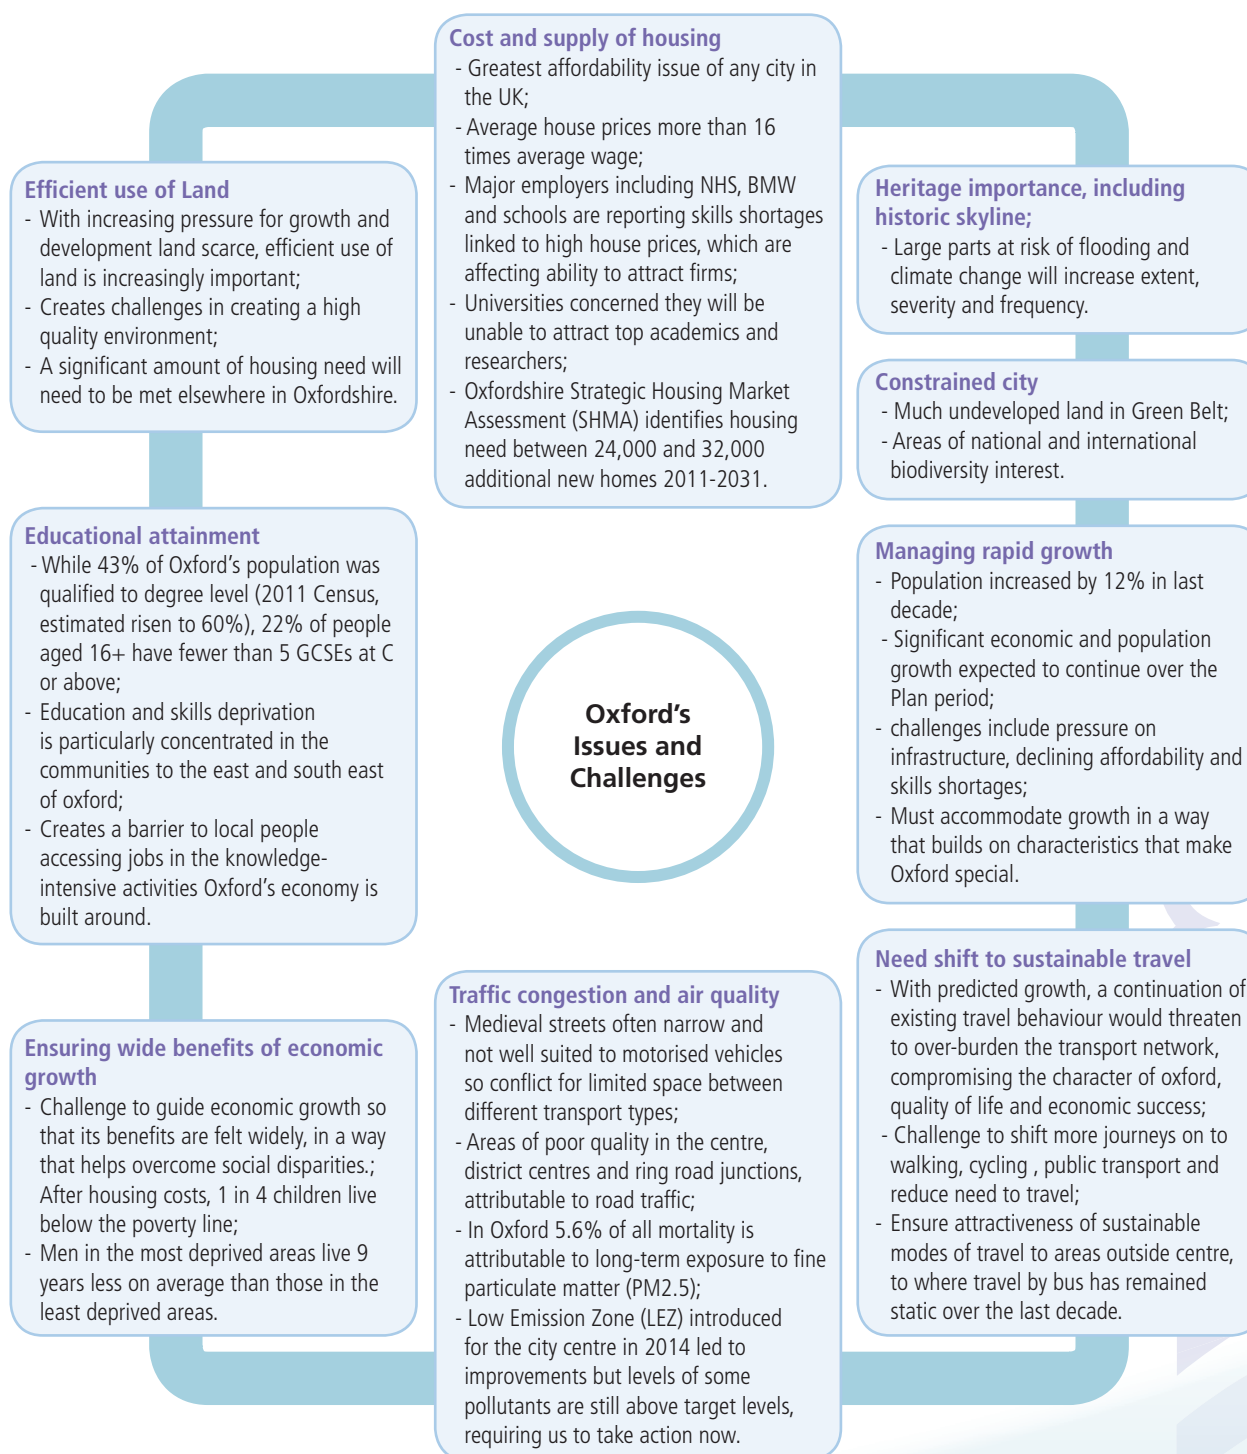 Cost and supply of housing
- Greatest affordability issue of any city in
the UK;
- Average house prices more than 16
times average wage;
- Major employers including NHS, BMW
and schools are reporting skills shortages
linked to high house prices, which are
affecting ability to attract firms;
- Universities concerned they will be
unable to attract top academics and
researchers;
- Oxfordshire Strategic Housing Market
Assessment (SHMA) identifies housing
need between 24,000 and 32,000
additional new homes 2011-2031.
Heritage importance, including
historic skyline;
- Large parts at risk of flooding and
climate change will increase extent,
severity and frequency.
Constrained city
- Much undeveloped land in Green Belt;
- Areas of national and international
biodiversity interest.
Managing rapid growth
- Population increased by 12% in last
decade;
- Significant economic and population
growth expected to continue over the
Plan period;
- challenges include pressure on
infrastructure, declining affordability and
skills shortages;
- Must accommodate growth in a way
that builds on characteristics that make
Oxford special.
Need shift to sustainable travel
- With predicted growth, a continuation of
existing travel behaviour would threaten
to over-burden the transport network,
compromising the character of oxford,
quality of life and economic success;
- Challenge to shift more journeys on to
walking, cycling , public transport and
reduce need to travel;
- Ensure attractiveness of sustainable
modes of travel to areas outside centre,
to where travel by bus has remained
static over the last decade.
Traffic congestion and air quality
- Medieval streets often narrow and
not well suited to motorised vehicles
so conflict for limited space between
different transport types;
- Areas of poor quality in the centre,
district centres and ring road junctions,
attributable to road traffic;
- In Oxford 5.6% of all mortality is
attributable to long-term exposure to fine
particulate matter (PM2.5);
- Low Emission Zone (LEZ) introduced
for the city centre in 2014 led to
improvements but levels of some
pollutants are still above target levels,
requiring us to take action now.
Ensuring wide benefits of economic
growth
- Challenge to guide economic growth so
that its benefits are felt widely, in a way
that helps overcome social disparities.;
After housing costs, 1 in 4 children live
below the poverty line;
- Men in the most deprived areas live 9
years less on average than those in the
least deprived areas.
Educational attainment
- While 43% of Oxford's population was
qualified to degree level (2011 Census,
estimated risen to 60%), 22% of people
aged 16+ have fewer than 5 GCSEs at C
or above;
- Education and skills deprivation
is particularly concentrated in the
communities to the east and south east
of oxford;
- Creates a barrier to local people
accessing jobs in the knowledge-
intensive activities Oxford's economy is
built around.
Efficient use of Land
- With increasing pressure for growth and
development land scarce, efficient use of
land is increasingly important;
- Creates challenges in creating a high
quality environment;
- A significant amount of housing need will
need to be met elsewhere in Oxfordshire.
Oxford's
Issues and
Challenges